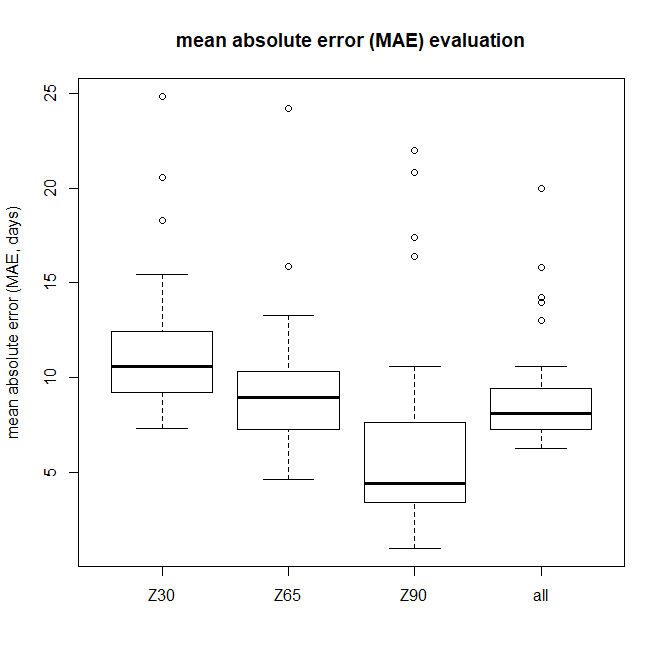 mean absolute error (MAE) evaluation
mean absolute error (MAE, days)
25
20
15
10
5
Z30 Z65 Z90 all